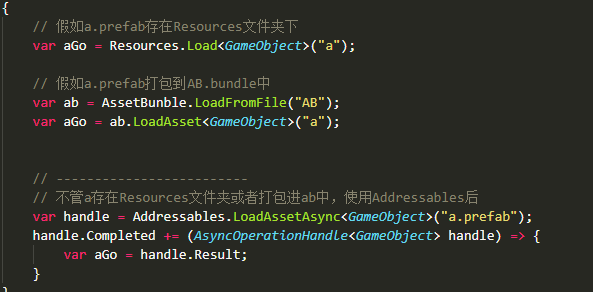 {
// 假如a.prefab存在Resources文件夹下
var aGo = Resources.Load<GameObject>("a");
// 假如a.prefab打包到AB.bundle中
var ab = AssetBunble.LoadFromFile("AB");
var aGo = ab.LoadAsset<GameObject>("a");
// -------------------------
// 不管a存在Resources文件夹或者打包进ab中，使用Addressables后
var handle = Addressables.LoadAssetAsync<GameObject>("a.prefab");
handle.Completed += (AsyncOperationHandle<GameObject> handle) => {
var aGo = handle.Result;
}
}